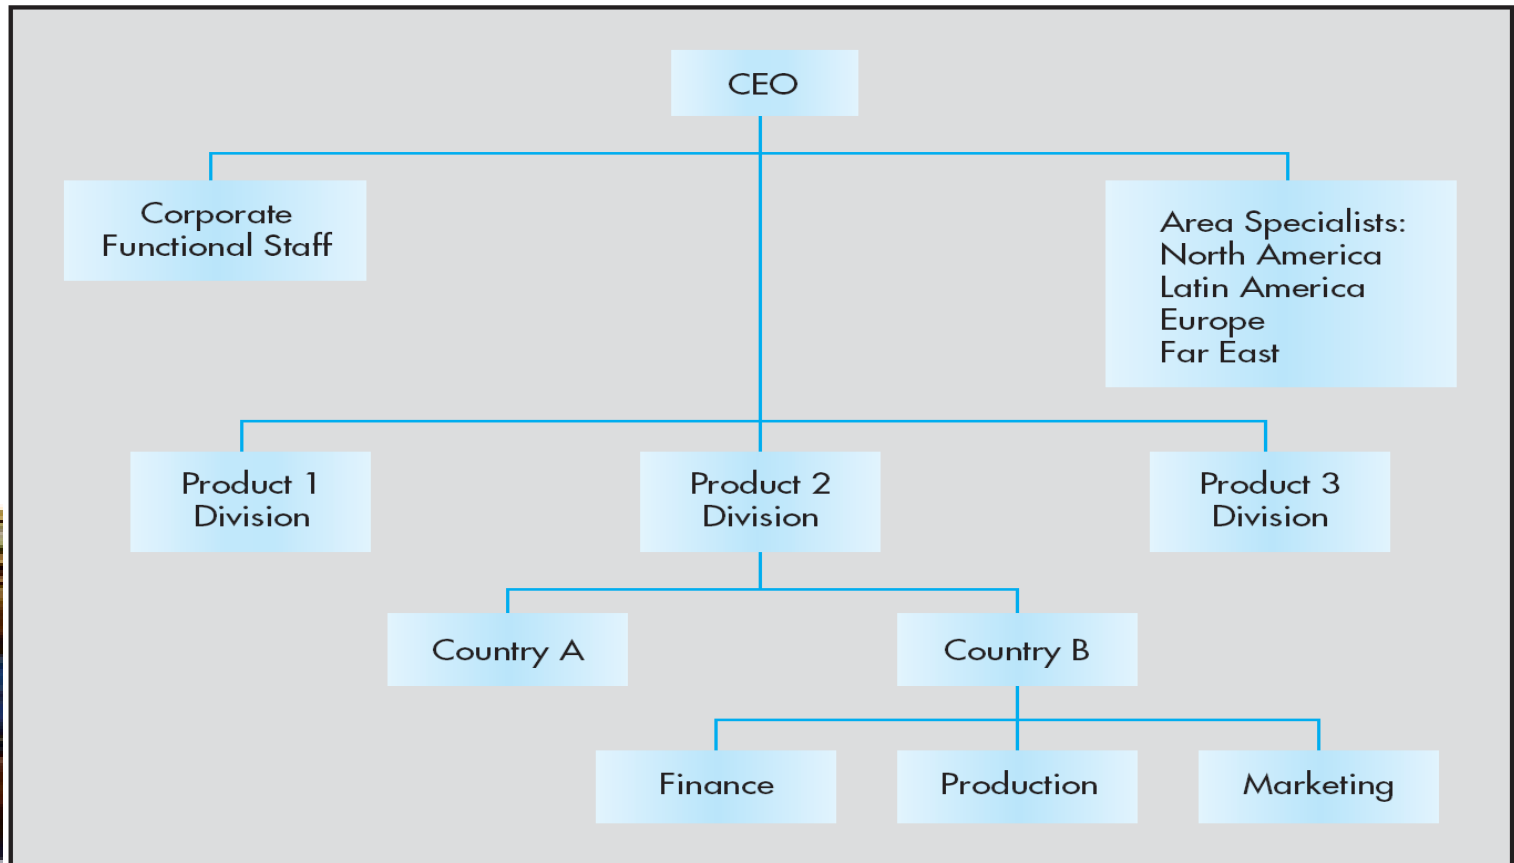 CEO
Corporate
Functional Staff
Area Specialists:
North America
Latin America
Europe
Far East
Product 1
Division
Product 2
Division
Product 3
Division
Country A
Country B
Finance
Production
Marketing